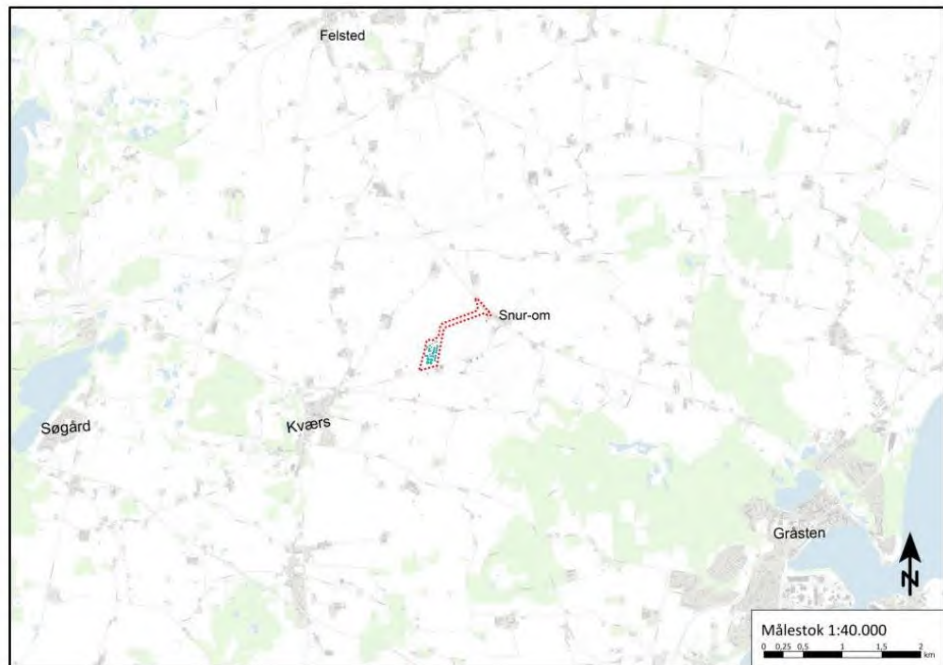 Felsted
Snur-om
Søgård
Kværs
Gråsten
N
Målestok 1:40.000
0 0,25 0,5 1 1,5 2
km